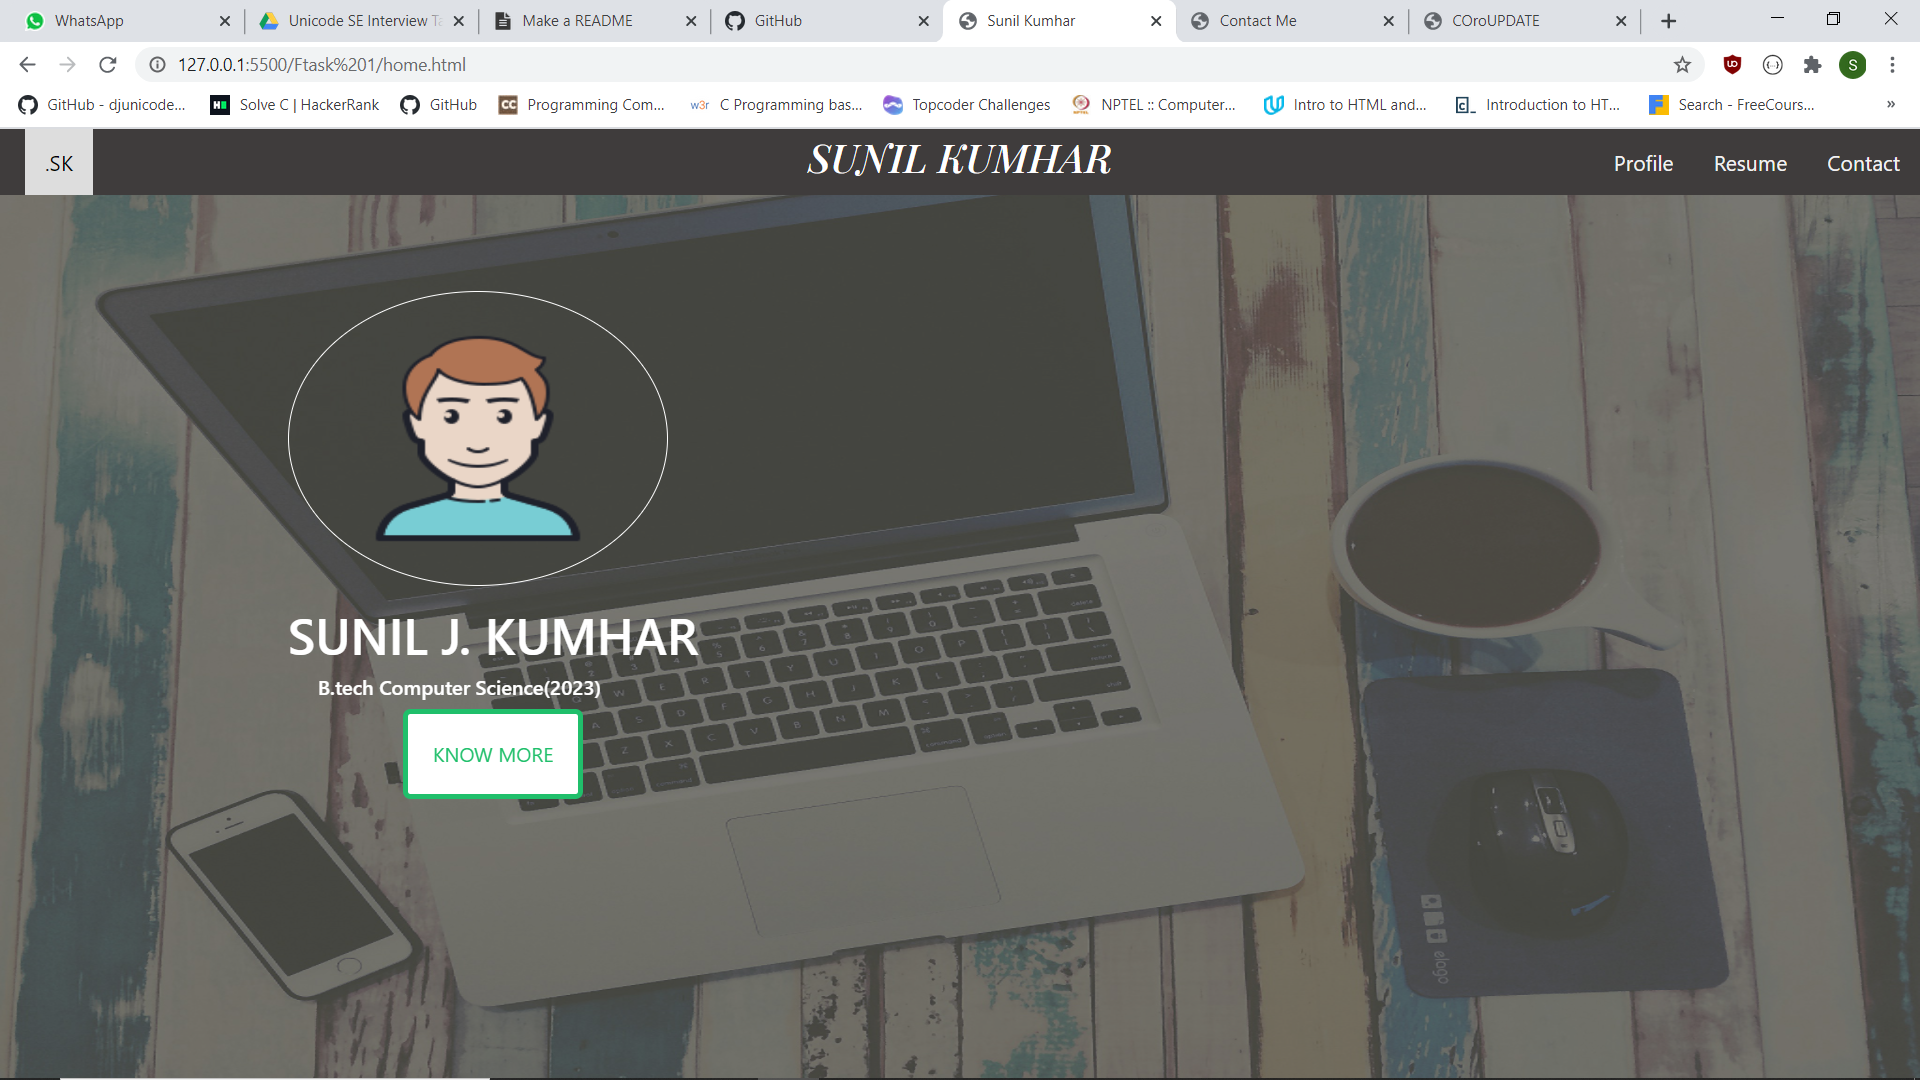 WhatsApp
Unicode SE Interview Ta
Make a README
GitHub
Sunil Kumhar
Contact Me
COroUPDATE
127.0.0.1:5500/Ftask%201/home.html
S
GitHub - djunicode...
Solve C | HackerRank
GitHub
Programming Com...
C Programming bas...
Topcoder Challenges
NPTEL :: Computer...
Intro to HTML and...
Introduction to HT...
Search - FreeCours...
»
.SK
SUNIL KUMHAR
Profile
Resume
Contact
SUNIL J. KUMHAR
B.tech Computer Science(2023)
KNOW MORE
elogo